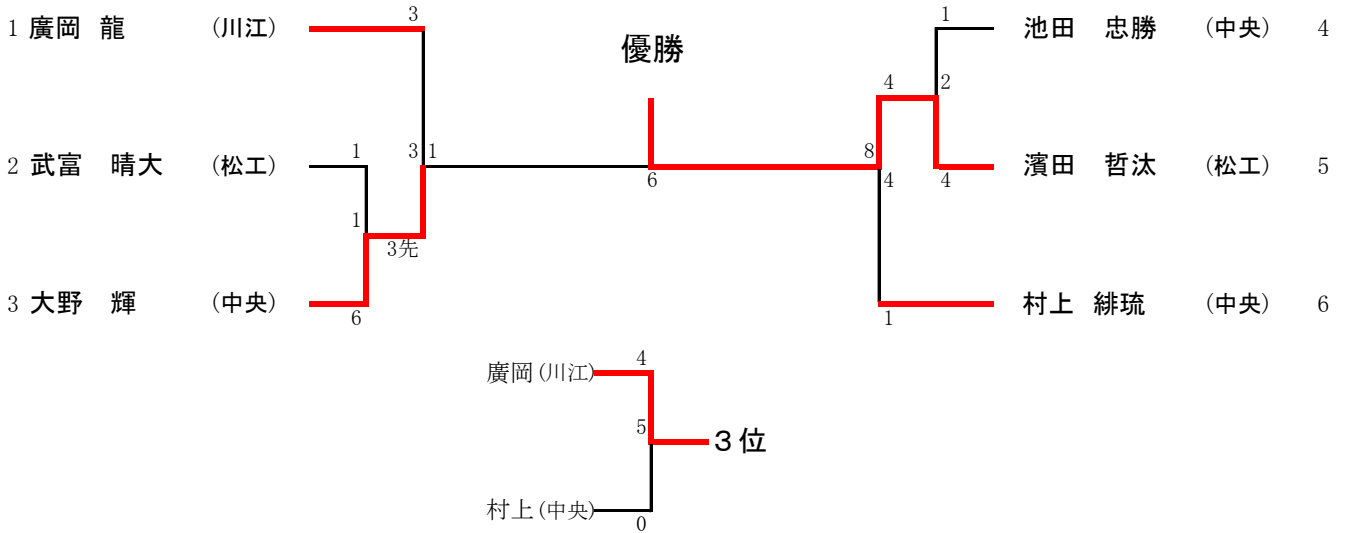 1 廣岡 龍 (川江) 3 1 池田 忠勝 (中央) 4
優勝
4 2
2 武富 晴大 (松工) 1 3 1 6 8 4 4 濱田 哲汰 (松工) 5
1
3先
3 大野 輝 (中央) 6 1 村上 緋琉 (中央) 6
廣岡(川江) 4
5 3位
村上(中央) 0